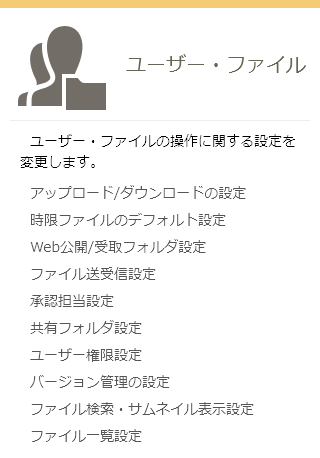 ユーザー・ファイル
ユーザー・ファイルの操作に関する設定を
変更します。
アップロード/ダウンロードの設定
時限ファイルのデフォルト設定
Web公開/受取フォルダ設定
ファイル送受信設定
承認担当設定
共有フォルダ設定
ユーザー権限設定
バージョン管理の設定
ファイル検索・サムネイル表示設定
ファイル一覧設定